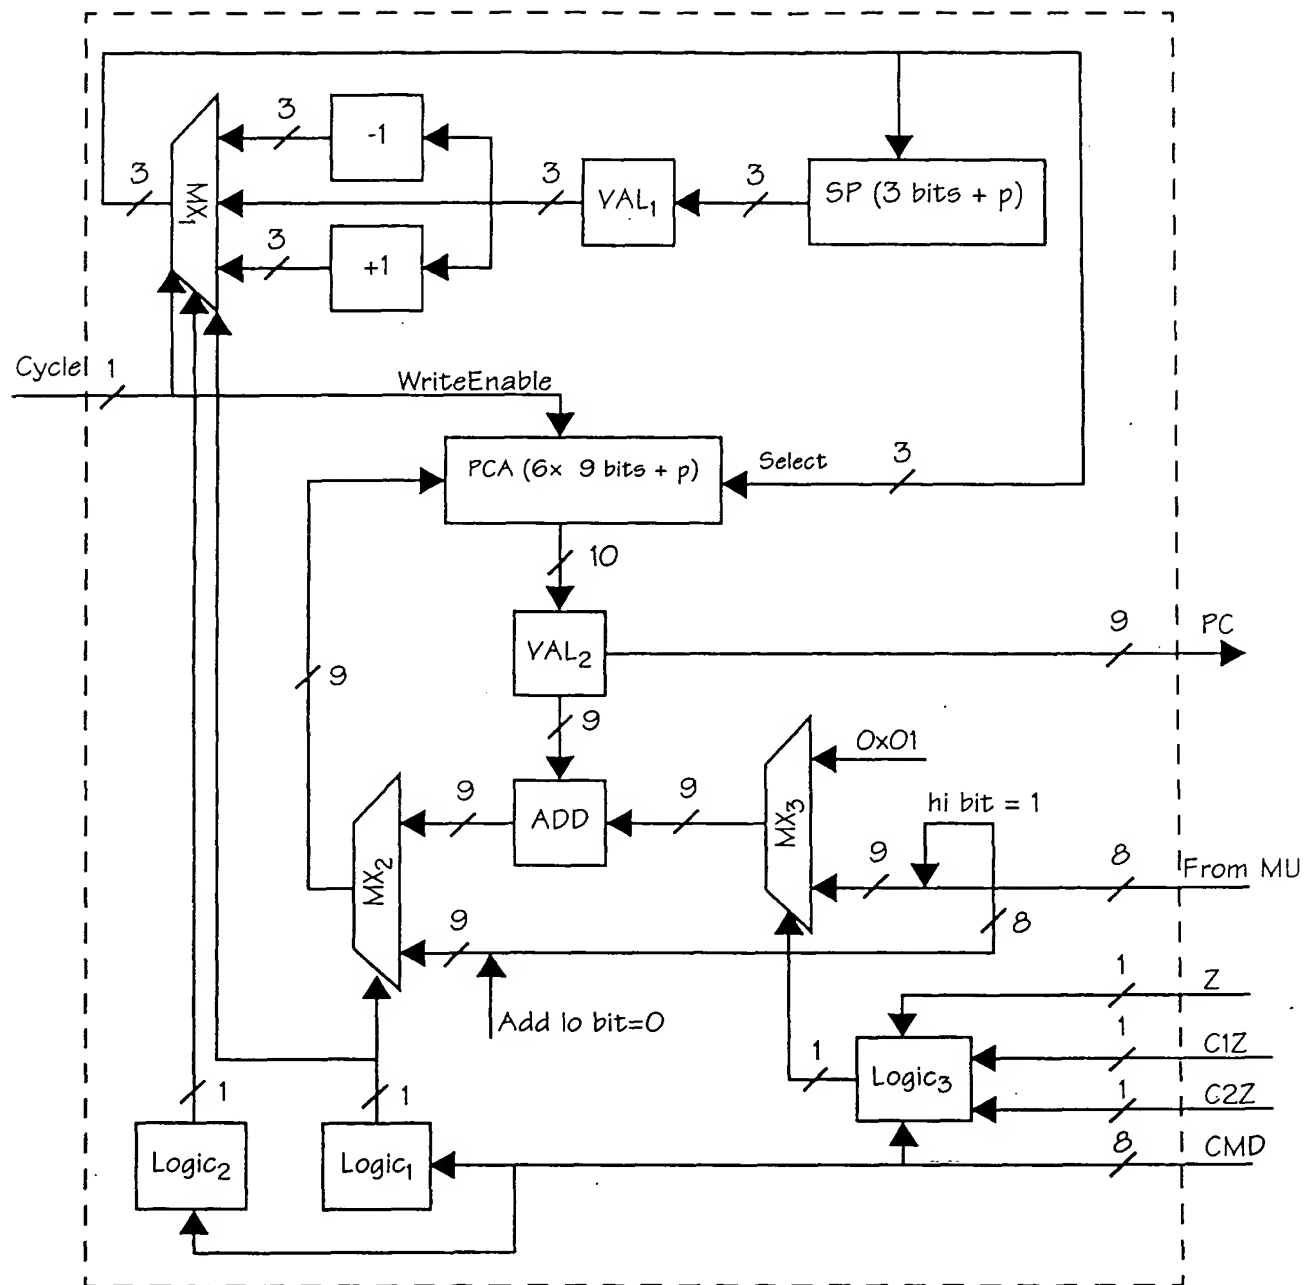 3
-1
3
MX1
3
VAL1
3
SP (3 bits + p)
3
+1
Cycle
1
WriteEnable
PCA (6x 9 bits + p)
Select
3
10
VAL2
9
PC
9
9
0x01
9
ADD
9
MX3
hi bit = 1
MX2
9
8
From MU
9
8
Add lo bit=0
1
Z
1
C1Z
1
Logic3
1
C2Z
1
1
8
CMD
Logic2
Logic1